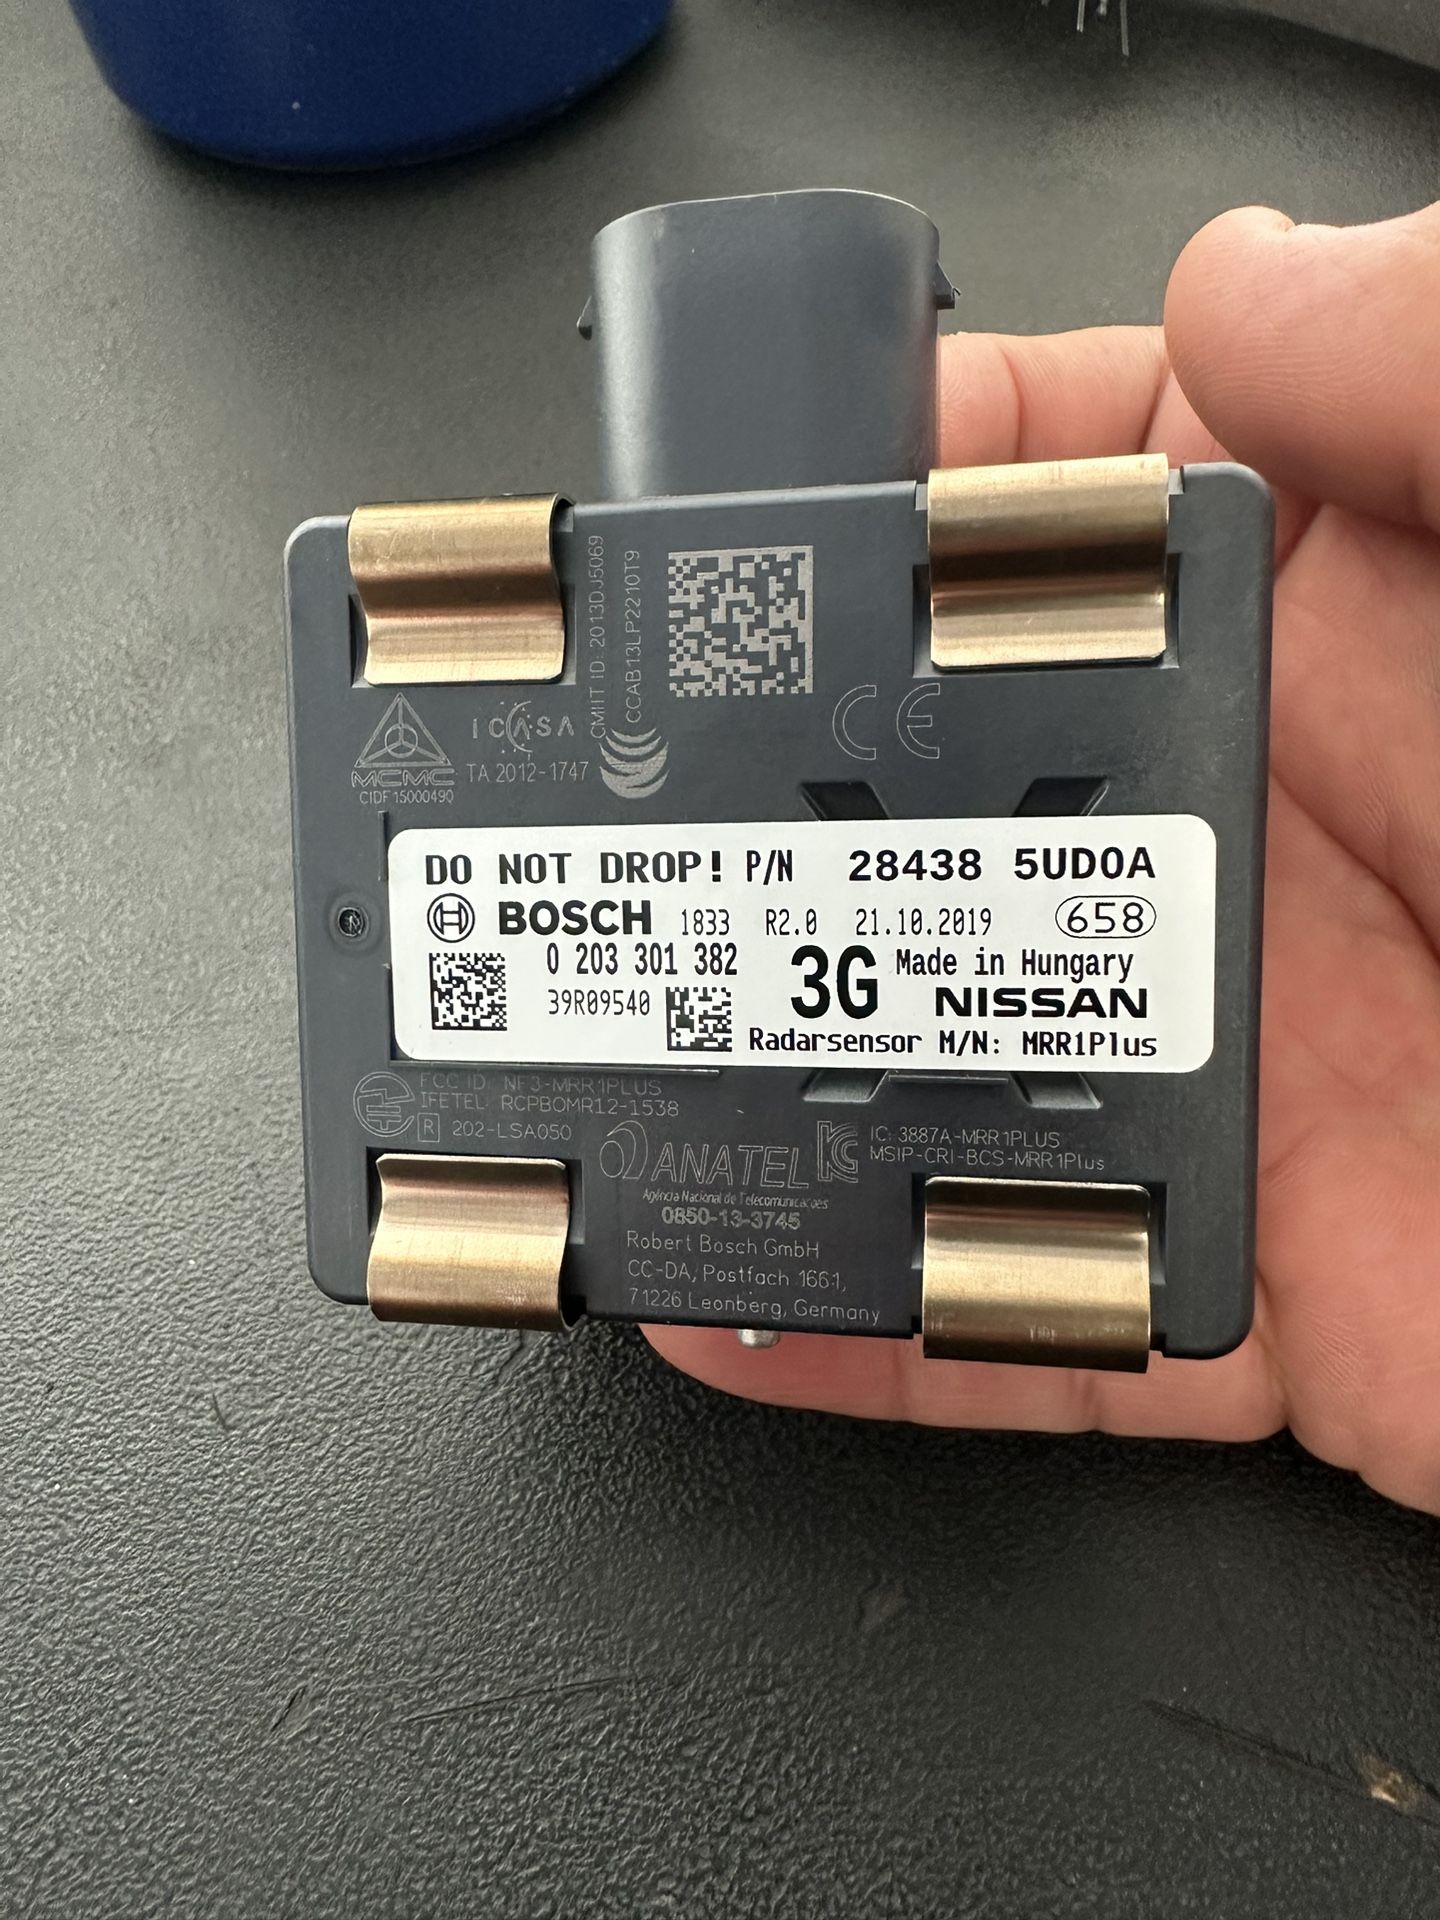 CMIIT ID: 2013DJ5069
CCAB13LP2210T9
ICASA
TA 2012-1747
MCMC
CIDF15000490
CE
DO NOT DROP! P/N 28438 5UD0A
BOSCH 1833 R2.0 21.10.2019 658
0 203 301 382 3G Made in Hungary
39R09540 NISSAN
Radarsensor M/N: MRR1Plus
FCC ID: NF3-MRR1PLUS
IFETEL: RCPBOMR12-1538
R 202-LSA050
ANATEL
Agência Nacional de Telecomunicações
0850-13-3745
IC: 3887A-MRR1PLUS
MSIP-CRI-BCS-MRR1Plus
Robert Bosch GmbH
CC-DA, Postfach 1661,
71226 Leonberg, Germany